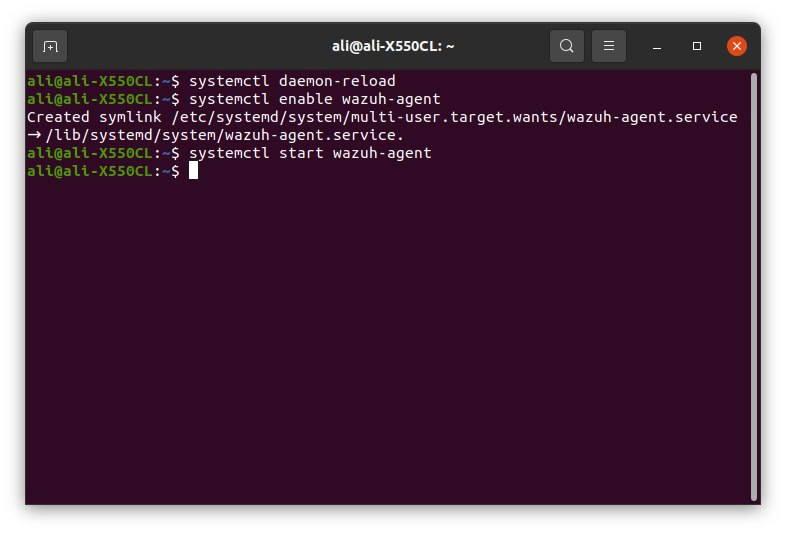 ali@ali-X550CL: ~
ali@ali-X550CL:~$ systemctl daemon-reload
ali@ali-X550CL:~$ systemctl enable wazuh-agent
Created symlink /etc/systemd/system/multi-user.target.wants/wazuh-agent.service
→ /lib/systemd/system/wazuh-agent.service.
ali@ali-X550CL:~$ systemctl start wazuh-agent
ali@ali-X550CL:~$